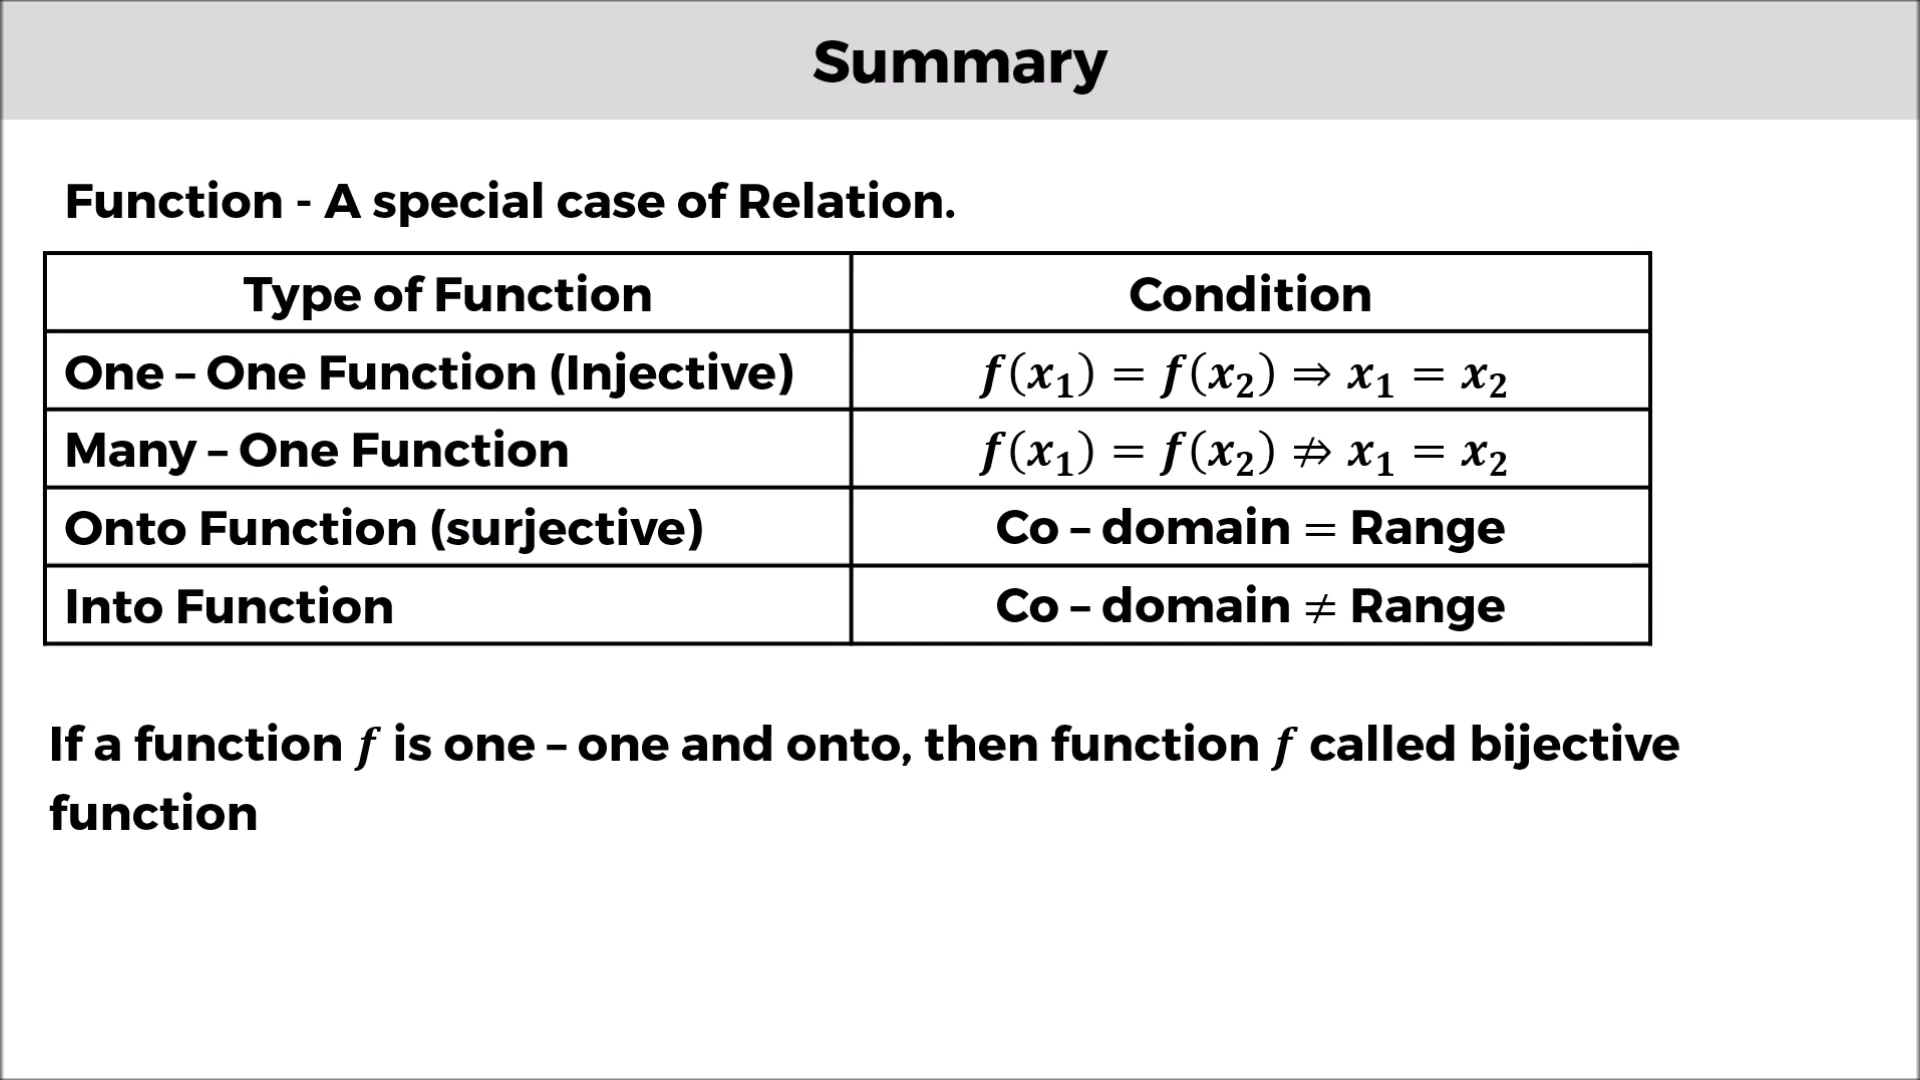 Summary
Function - A special case of Relation.
Type of Function Condition
One – One Function (Injective) f(x₁) = f(x₂) ⇒ x₁ = x₂
Many – One Function f(x₁) = f(x₂) ⇏ x₁ = x₂
Onto Function (surjective) Co – domain = Range
Into Function Co – domain ≠ Range
If a function f is one – one and onto, then function f called bijective
function